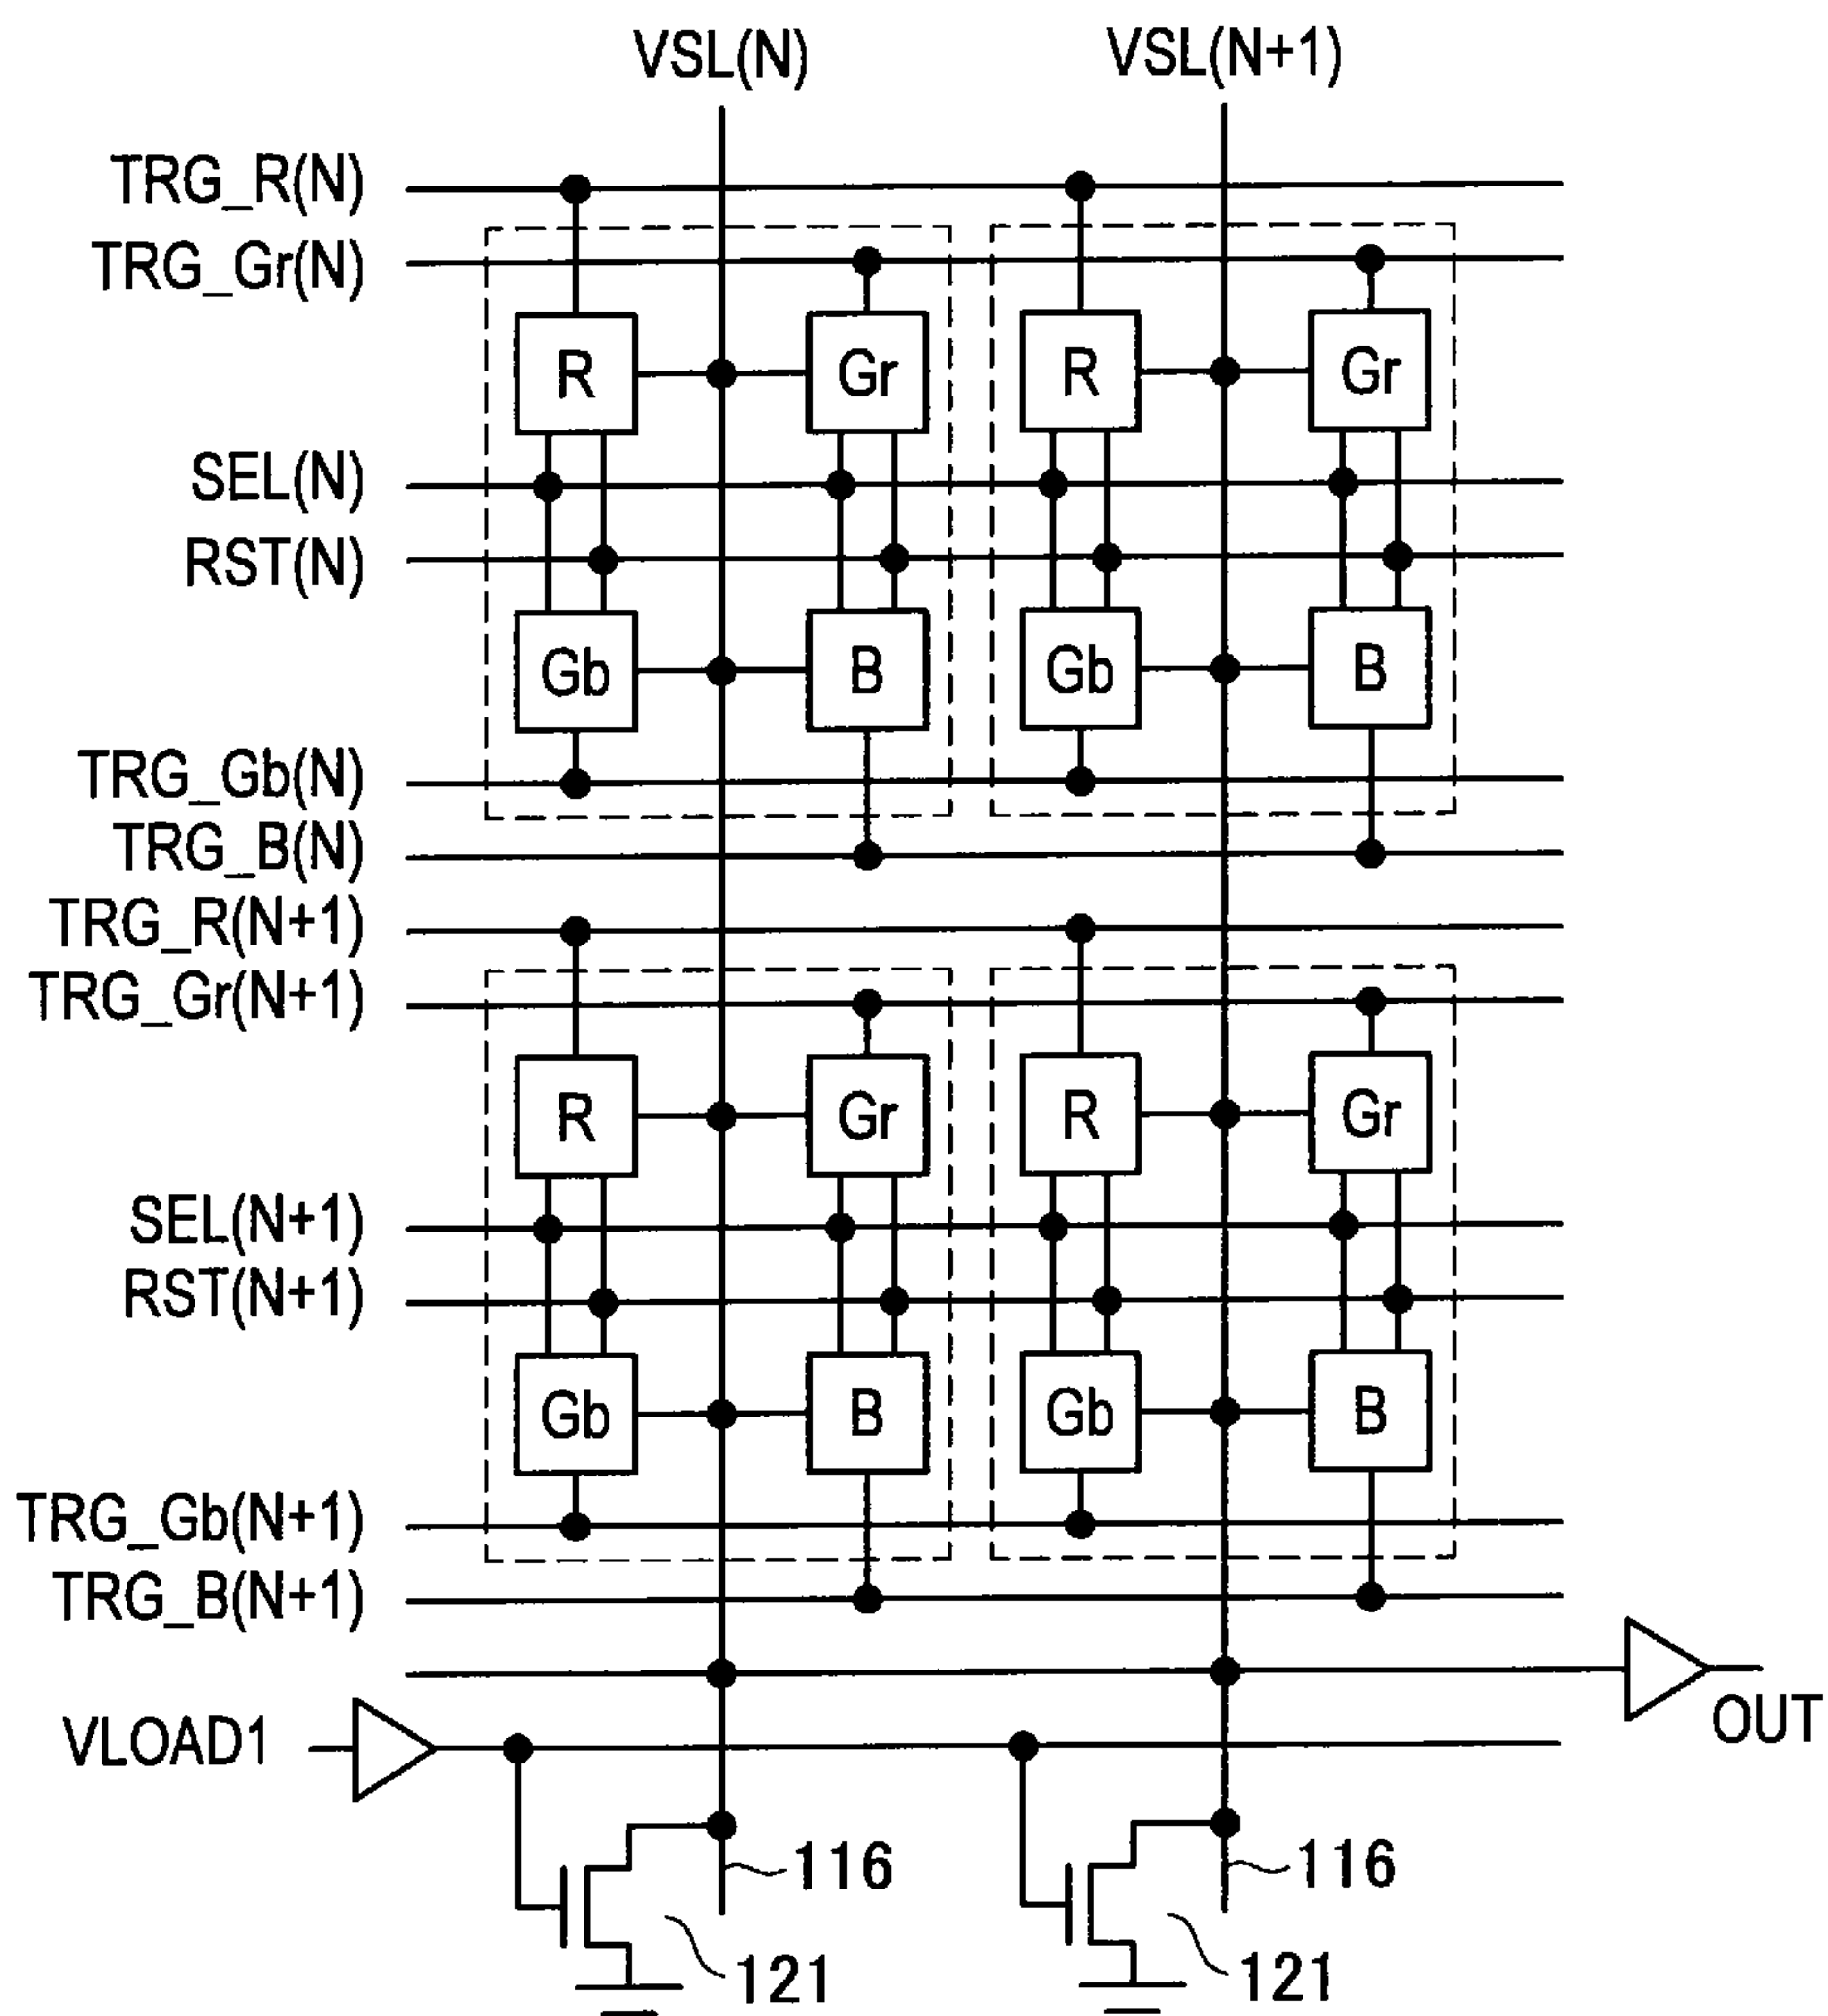 VSL(N) VSL(N+1)
TRG_R(N)
TRG_Gr(N)
R Gr R Gr
SEL(N)
RST(N)
Gb B Gb B
TRG_Gb(N)
TRG_B(N)
TRG_R(N+1)
TRG_Gr(N+1)
R Gr R Gr
SEL(N+1)
RST(N+1)
Gb B Gb B
TRG_Gb(N+1)
TRG_B(N+1)
OUT
VLOAD1
116 116
121 121